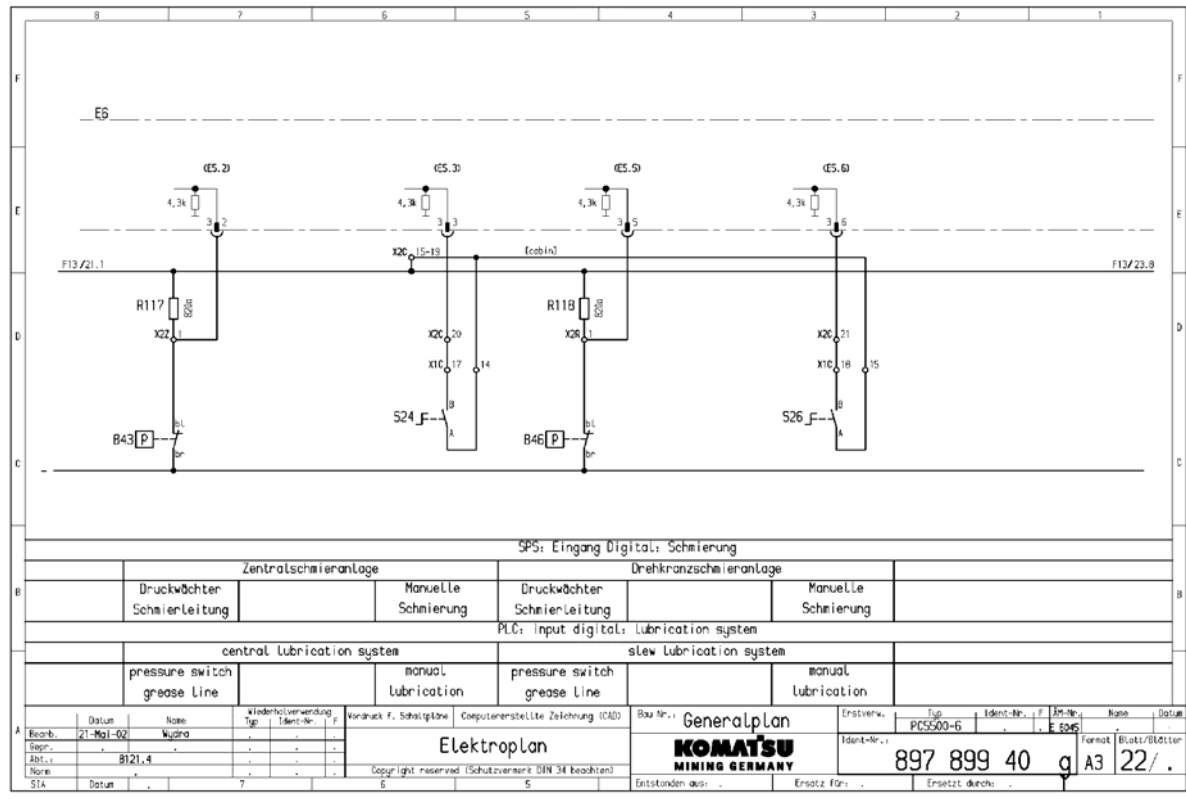 8 7 6 5 4 3 2 1
F F
E6
(E5.2) (E5.3) (E5.5) (E5.6)
E 4,3k 4,3k 4,3k 4,3k E
3 2 3 3 3 5 3 6
X2C 15-19 [cabin]
F13/21.1 F13/23.8
R117 820Ω R118 820Ω
D X2Z 1 X2C 20 X2R 1 X2C 21 D
X1C 17 14 X1C 18 15
S24 B S26 B
A A
B43 P bl B46 P bl
br br
C - C
SPS: Eingang Digital: Schmierung
Zentralschmieranlage Drehkranzschmieranlage
B Druckwächter Manuelle Druckwächter Manuelle B
Schmierleitung Schmierung Schmierleitung Schmierung
PLC: input digital: lubrication system
central lubrication system slew lubrication system
pressure switch manual pressure switch manual
grease line lubrication grease line lubrication
A Datum Name Wiederholverwendung Vordruck f. Schaltpläne Computererstellte Zeichnung (CAD) Bau Nr.: Generalplan Erstverw. Typ Ident-Nr. F ÄM-Nr. Name Datum
Typ Ident-Nr. F
Bearb. 21-Mai-02 Wydra PC5500-6 E 6045
Gepr. Elektroplan KOMATSU Ident-Nr.: Format Blatt/Blätter
Abt.: B121.4 MINING GERMANY 897 899 40 g A3 22/ .
Norm Copyright reserved (Schutzvermerk DIN 34 beachten)
STA Datum 7 6 5 Entstanden aus: . Ersatz für: . Ersetzt durch: .